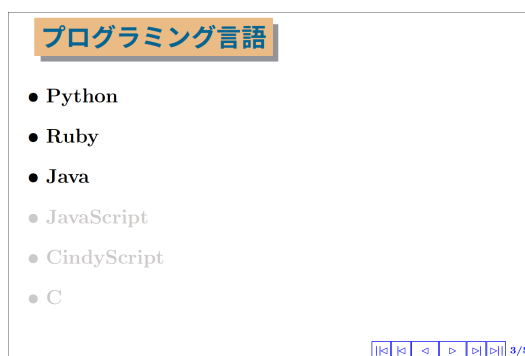 プログラミング言語
• Python
• Ruby
• Java
• JavaScript
• CindyScript
• C